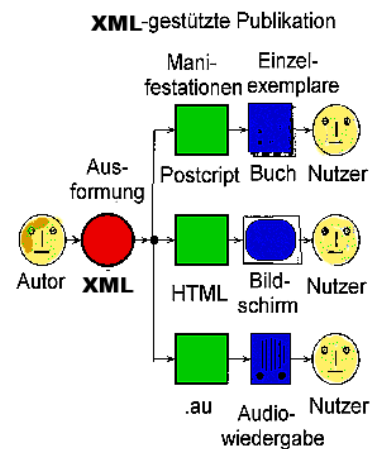 XML-gestützte Publikation
Mani-
festationen
Einzel-
exemplare
Aus-
formung
Postcript
Buch
Nutzer
Autor
XML
HTML
Bild-
schirm
Nutzer
.au
Audio-
wiedergabe
Nutzer